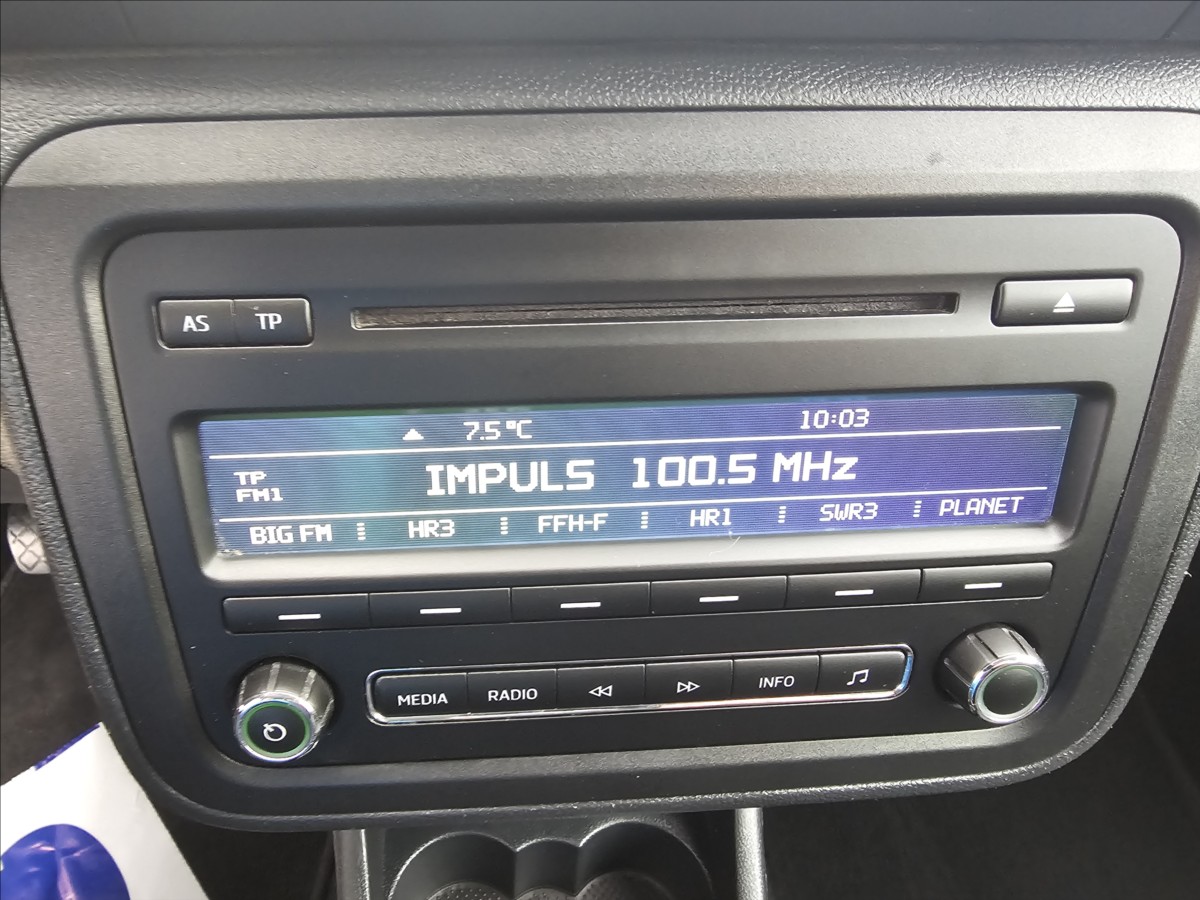 AS TP
7.5°C 10:03
TP
FM1
IMPULS 100.5 MHz
BIG FM HR3 FFH-F HR1 SWR3 PLANET
MEDIA RADIO INFO